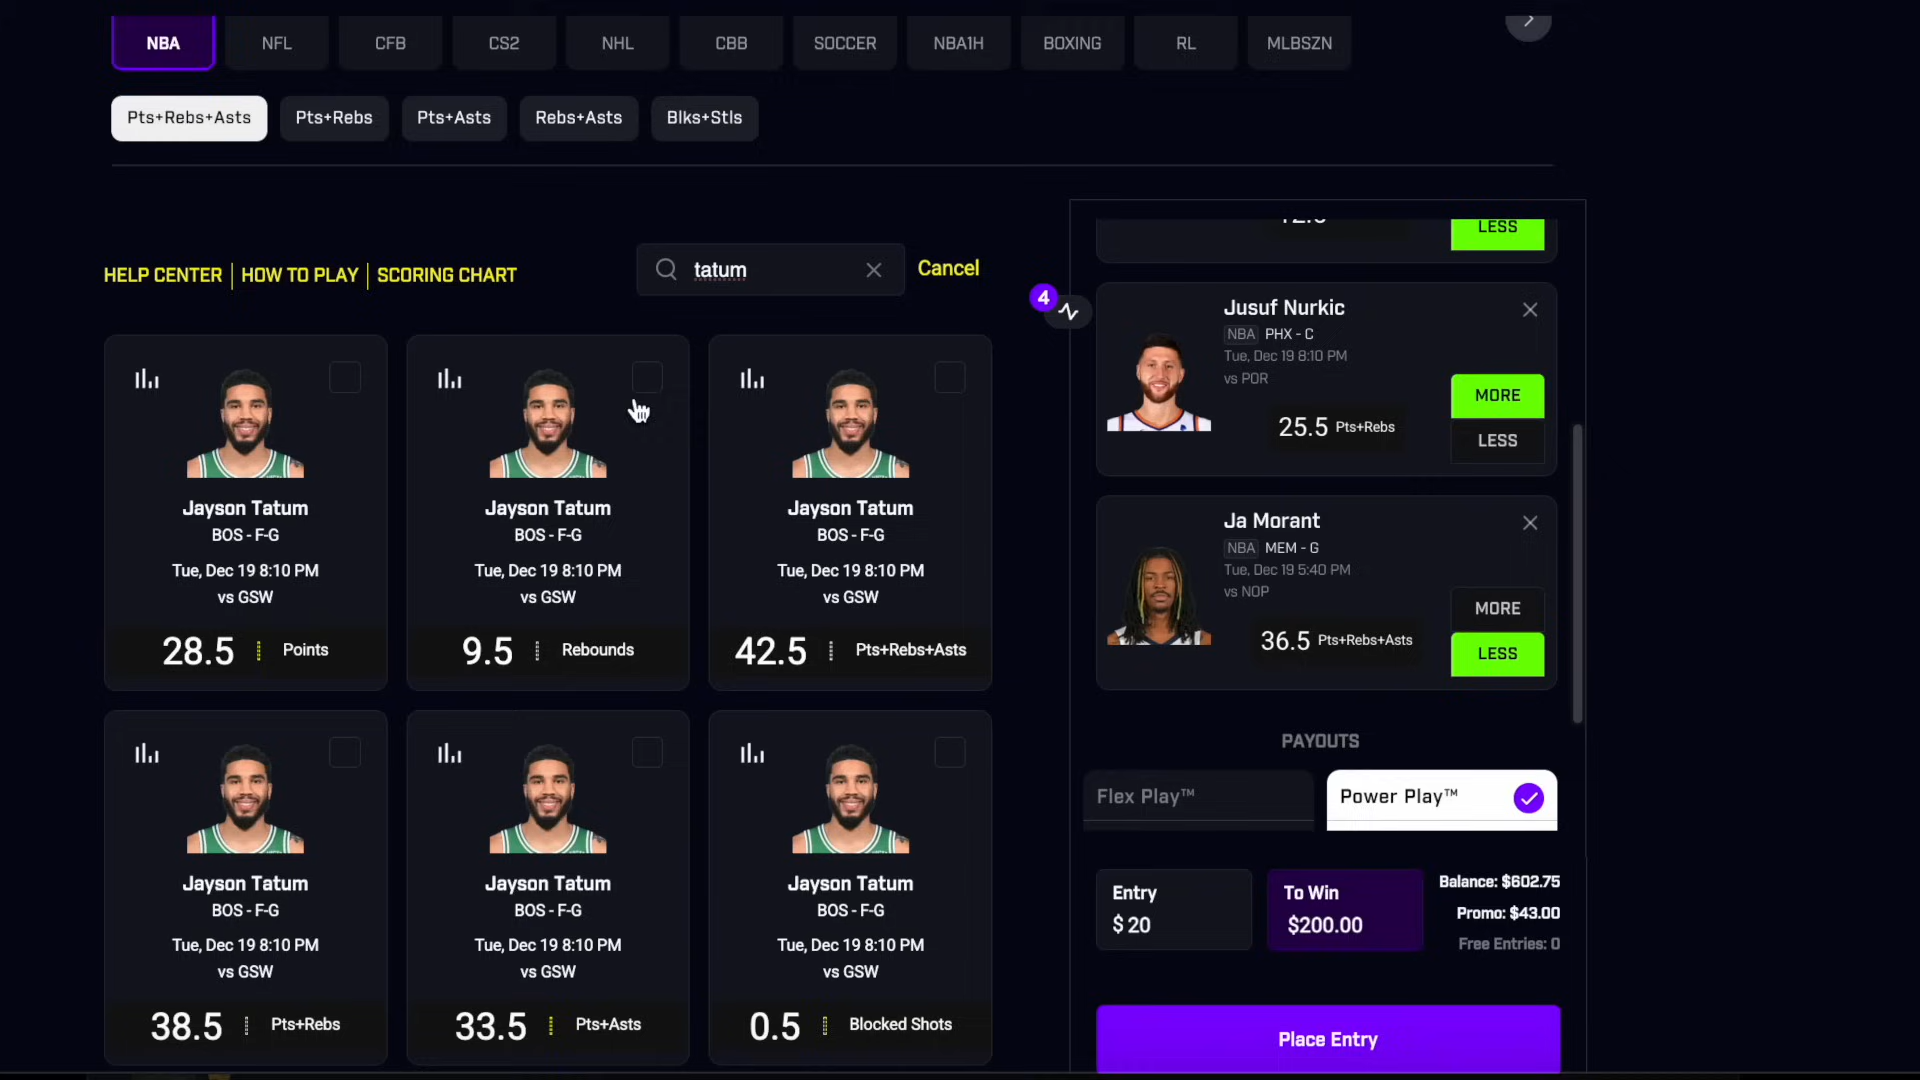 NBA
NFL
CFB
CS2
NHL
CBB
SOCCER
NBA1H
BOXING
RL
MLBSZN
Pts+Rebs+Asts
Pts+Rebs
Pts+Asts
Rebs+Asts
Blks+Stls
HELP CENTER
HOW TO PLAY
SCORING CHART
tatum
Cancel
Jayson Tatum
BOS - F-G
Tue, Dec 19 8:10 PM
vs GSW
28.5 Points
Jayson Tatum
BOS - F-G
Tue, Dec 19 8:10 PM
vs GSW
9.5 Rebounds
Jayson Tatum
BOS - F-G
Tue, Dec 19 8:10 PM
vs GSW
42.5 Pts+Rebs+Asts
Jayson Tatum
BOS - F-G
Tue, Dec 19 8:10 PM
vs GSW
38.5 Pts+Rebs
Jayson Tatum
BOS - F-G
Tue, Dec 19 8:10 PM
vs GSW
33.5 Pts+Asts
Jayson Tatum
BOS - F-G
Tue, Dec 19 8:10 PM
vs GSW
0.5 Blocked Shots
4
LESS
Jusuf Nurkic
NBA PHX - C
Tue, Dec 19 8:10 PM
vs POR
25.5 Pts+Rebs
MORE
LESS
Ja Morant
NBA MEM - G
Tue, Dec 19 5:40 PM
vs NOP
36.5 Pts+Rebs+Asts
MORE
LESS
PAYOUTS
Flex Play™
Power Play™
Entry
$ 20
To Win
$200.00
Balance: $602.75
Promo: $43.00
Free Entries: 0
Place Entry